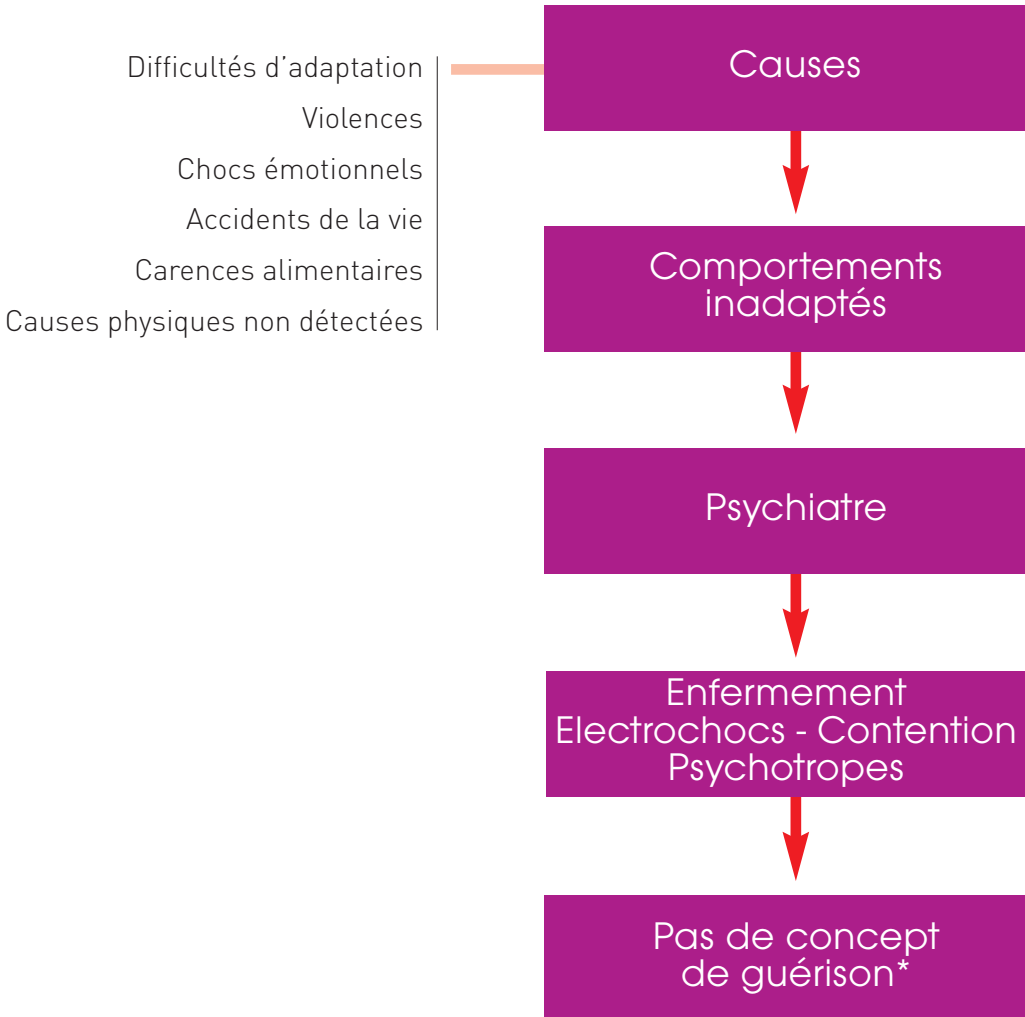 Difficultés d'adaptation
Violences
Chocs émotionnels
Accidents de la vie
Carences alimentaires
Causes physiques non détectées
Causes
Comportements
inadaptés
Psychiatre
Enfermement
Electrochocs - Contention
Psychotropes
Pas de concept
de guérison*